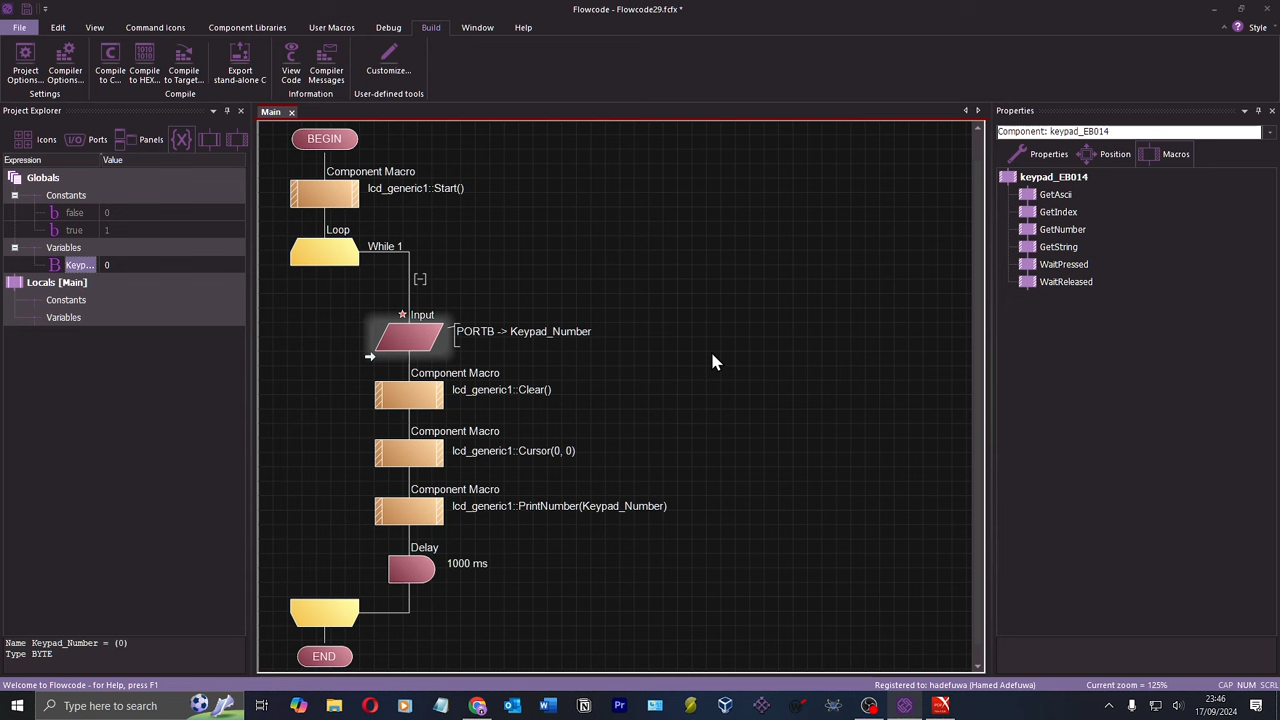 Flowcode - Flowcode29.fcfx *
File Edit View Command Icons Component Libraries User Macros Debug Build Window Help Style
Project Options... Compiler Options... Compile to C... Compile to HEX... Compile to Target... Export stand-alone C View Code Compiler Messages Customize...
Settings Compile Information User-defined tools
Project Explorer
Icons Ports Panels
Expression Value
Globals
Constants
false 0
true 1
Variables
Keyp... 0
Locals [Main]
Constants
Variables
Name Keypad_Number = (0)
Type BYTE
Main
BEGIN
Component Macro
lcd_generic1::Start()
Loop
While 1
Input
PORTB -> Keypad_Number
Component Macro
lcd_generic1::Clear()
Component Macro
lcd_generic1::Cursor(0, 0)
Component Macro
lcd_generic1::PrintNumber(Keypad_Number)
Delay
1000 ms
END
Properties
Component: keypad_EB014
Properties Position Macros
keypad_EB014
GetAscii
GetIndex
GetNumber
GetString
WaitPressed
WaitReleased
Welcome to Flowcode - for Help, press F1 Registered to: hadefuwa (Hamed Adefuwa) Current zoom = 125% CAP NUM SCRL
Type here to search
23:46
17/09/2024